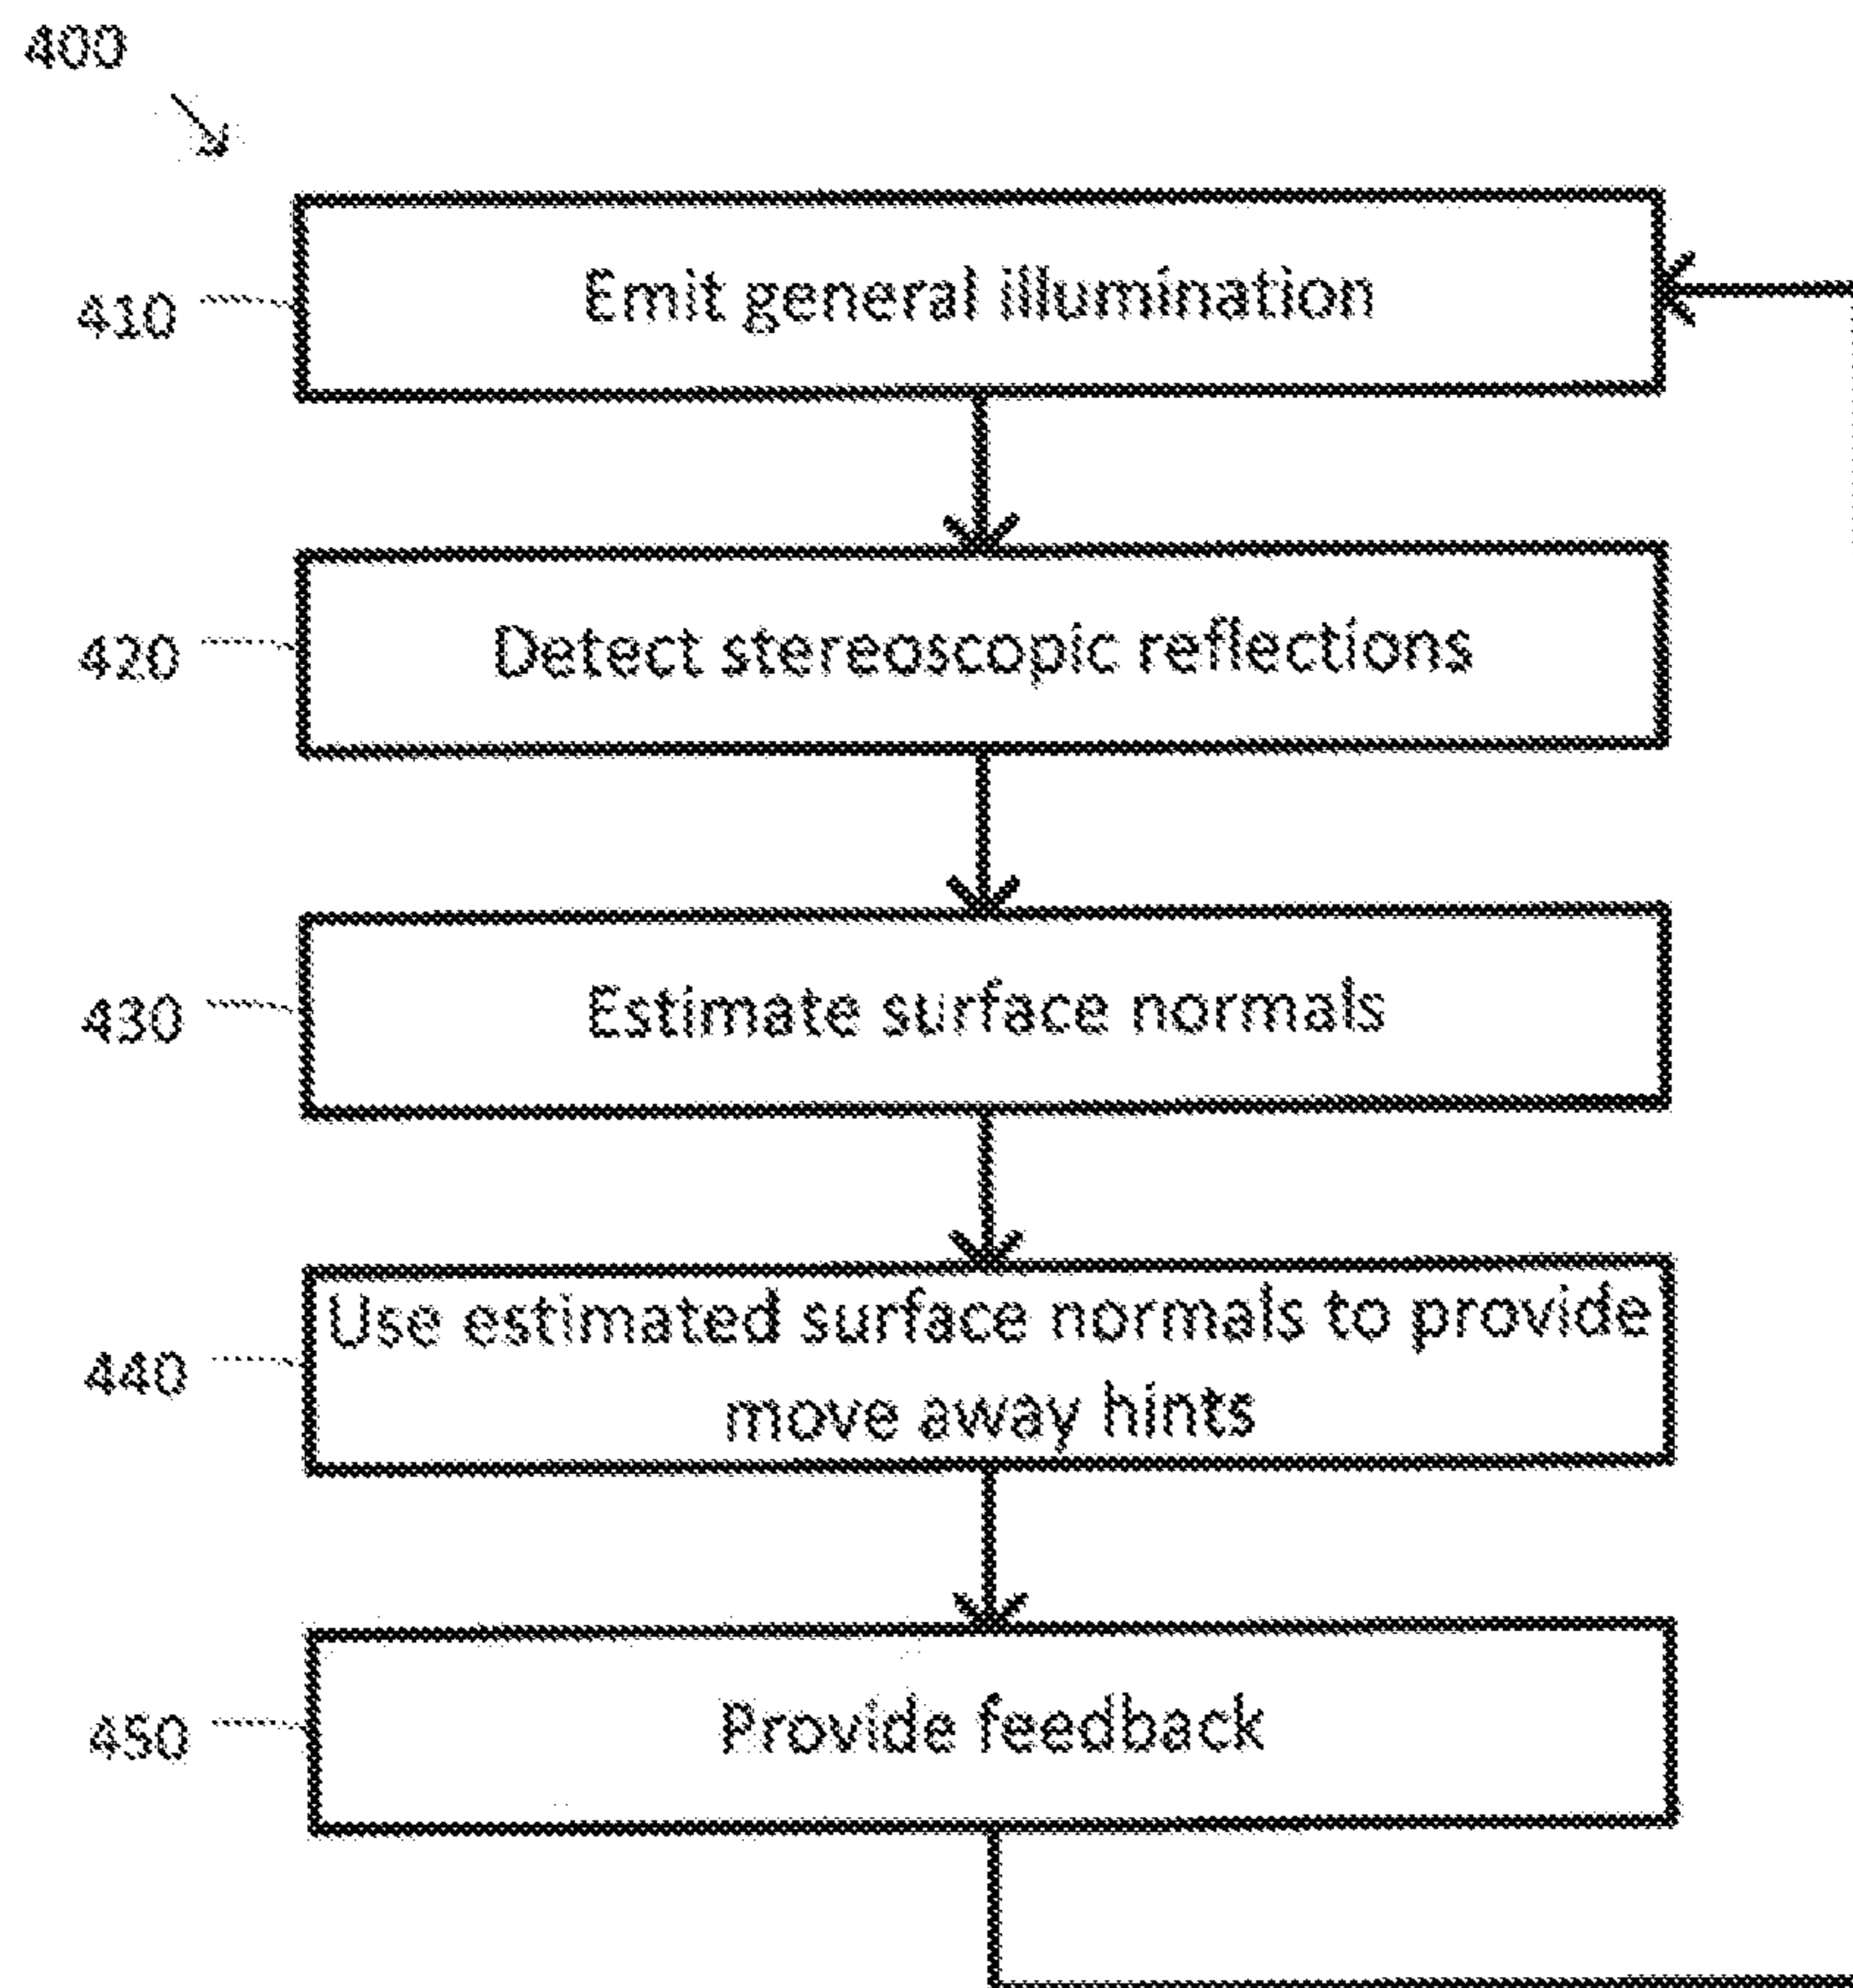 400
410
Emit general illumination
420
Detect stereoscopic reflections
430
Estimate surface normals
440
Use estimated surface normals to provide
move away hints
450
Provide feedback